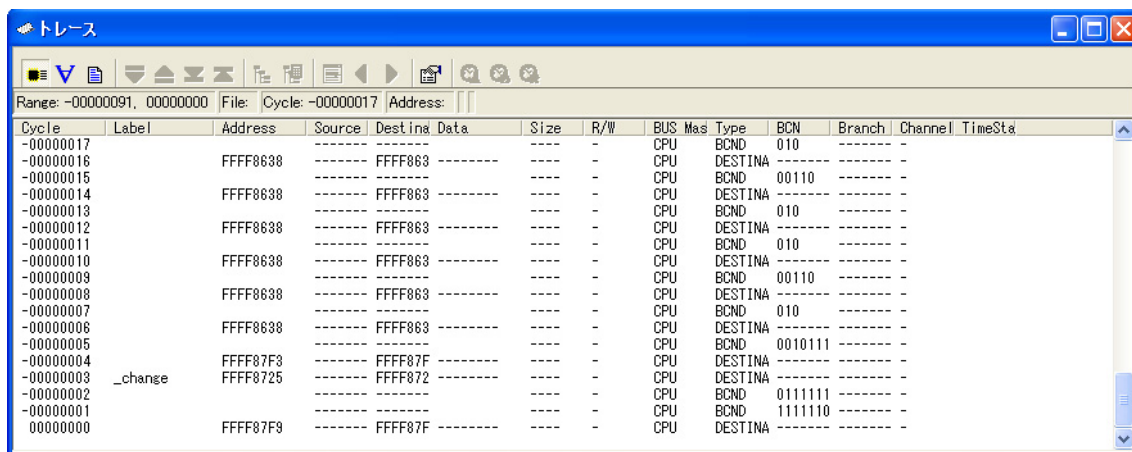 トレース
Range: -00000091, 00000000 File: Cycle: -00000017 Address:
Cycle Label Address Source Destina Data Size R/W BUS Mas Type BCN Branch Channel TimeSta
-00000017 ------- ------- ---- - CPU BCND 010 ------- -
-00000016 FFFF8638 ------- FFFF863 -------- ---- - CPU DESTINA ------- ------- -
-00000015 ------- ------- ---- - CPU BCND 00110 ------- -
-00000014 FFFF8638 ------- FFFF863 -------- ---- - CPU DESTINA ------- ------- -
-00000013 ------- ------- ---- - CPU BCND 010 ------- -
-00000012 FFFF8638 ------- FFFF863 -------- ---- - CPU DESTINA ------- ------- -
-00000011 ------- ------- ---- - CPU BCND 010 ------- -
-00000010 FFFF8638 ------- FFFF863 -------- ---- - CPU DESTINA ------- ------- -
-00000009 ------- ------- ---- - CPU BCND 00110 ------- -
-00000008 FFFF8638 ------- FFFF863 -------- ---- - CPU DESTINA ------- ------- -
-00000007 ------- ------- ---- - CPU BCND 010 ------- -
-00000006 FFFF8638 ------- FFFF863 -------- ---- - CPU DESTINA ------- ------- -
-00000005 ------- ------- ---- - CPU BCND 0010111 ------- -
-00000004 FFFF87F3 ------- FFFF87F -------- ---- - CPU DESTINA ------- ------- -
-00000003 _change FFFF8725 ------- FFFF872 -------- ---- - CPU DESTINA ------- ------- -
-00000002 ------- ------- ---- - CPU BCND 0111111 ------- -
-00000001 ------- ------- ---- - CPU BCND 1111110 ------- -
00000000 FFFF87F9 ------- FFFF87F -------- ---- - CPU DESTINA ------- ------- -